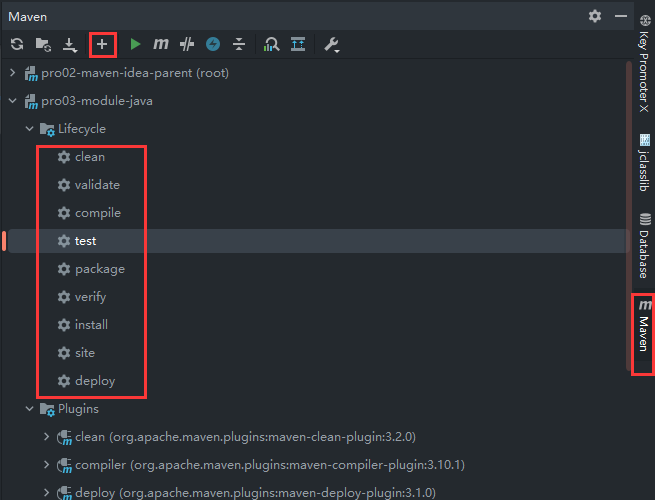 Maven
pro02-maven-idea-parent (root)
pro03-module-java
Lifecycle
clean
validate
compile
test
package
verify
install
site
deploy
Plugins
clean (org.apache.maven.plugins:maven-clean-plugin:3.2.0)
compiler (org.apache.maven.plugins:maven-compiler-plugin:3.10.1)
deploy (org.apache.maven.plugins:maven-deploy-plugin:3.1.0)
Key Promoter X
jclasslib
Database
Maven